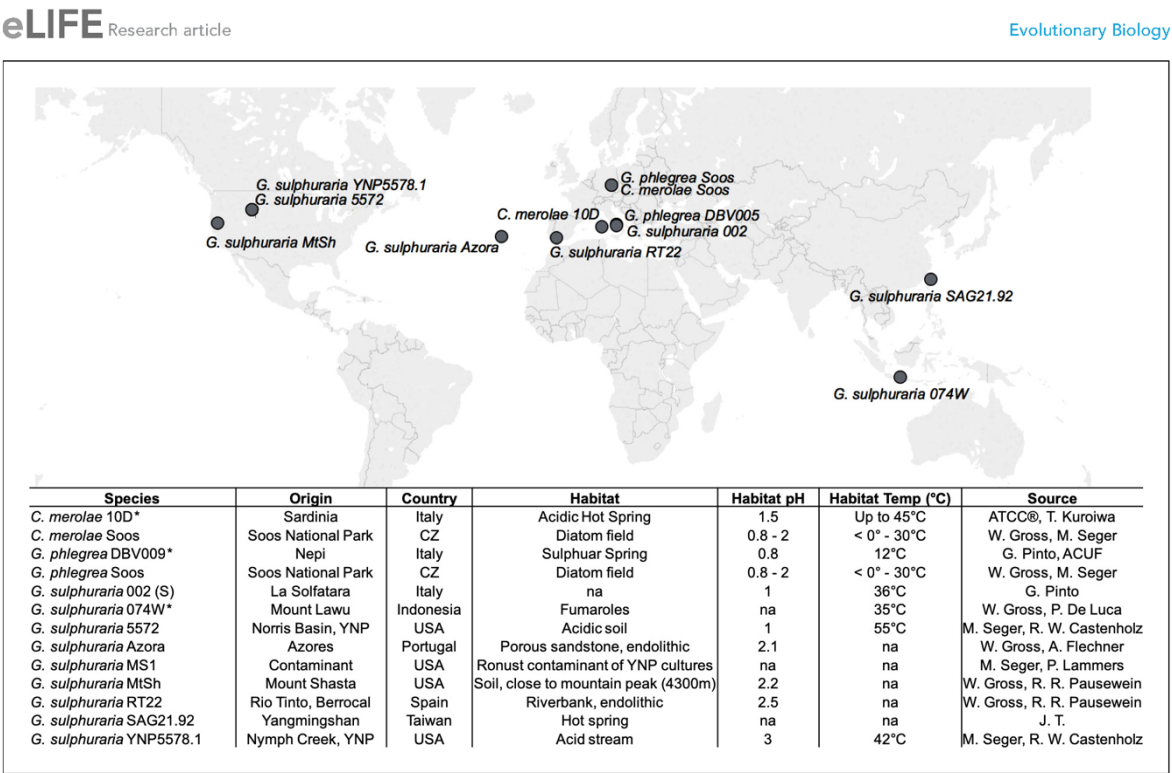 eLIFE Research article
Evolutionary Biology
G. phlegrea Soos
C. merolae Soos
G. sulphuraria YNP5578.1
G. sulphuraria 5572
C. merolae 10D
G. phlegrea DBV005
G. sulphuraria 002
G. sulphuraria MtSh
G. sulphuraria Azora
G. sulphuraria RT22
G. sulphuraria SAG21.92
G. sulphuraria 074W
Species Origin Country Habitat Habitat pH Habitat Temp (°C) Source
C. merolae 10D* Sardinia Italy Acidic Hot Spring 1.5 Up to 45°C ATCC®, T. Kuroiwa
C. merolae Soos Soos National Park CZ Diatom field 0.8 - 2 < 0° - 30°C W. Gross, M. Seger
G. phlegrea DBV009* Nepi Italy Sulphuar Spring 0.8 12°C G. Pinto, ACUF
G. phlegrea Soos Soos National Park CZ Diatom field 0.8 - 2 < 0° - 30°C W. Gross, M. Seger
G. sulphuraria 002 (S) La Solfatara Italy na 1 36°C G. Pinto
G. sulphuraria 074W* Mount Lawu Indonesia Fumaroles na 35°C W. Gross, P. De Luca
G. sulphuraria 5572 Norris Basin, YNP USA Acidic soil 1 55°C M. Seger, R. W. Castenholz
G. sulphuraria Azora Azores Portugal Porous sandstone, endolithic 2.1 na W. Gross, A. Flechner
G. sulphuraria MS1 Contaminant USA Ronust contaminant of YNP cultures na na M. Seger, P. Lammers
G. sulphuraria MtSh Mount Shasta USA Soil, close to mountain peak (4300m) 2.2 na W. Gross, R. R. Pausewein
G. sulphuraria RT22 Rio Tinto, Berrocal Spain Riverbank, endolithic 2.5 na W. Gross, R. R. Pausewein
G. sulphuraria SAG21.92 Yangmingshan Taiwan Hot spring na na J. T.
G. sulphuraria YNP5578.1 Nymph Creek, YNP USA Acid stream 3 42°C M. Seger, R. W. Castenholz